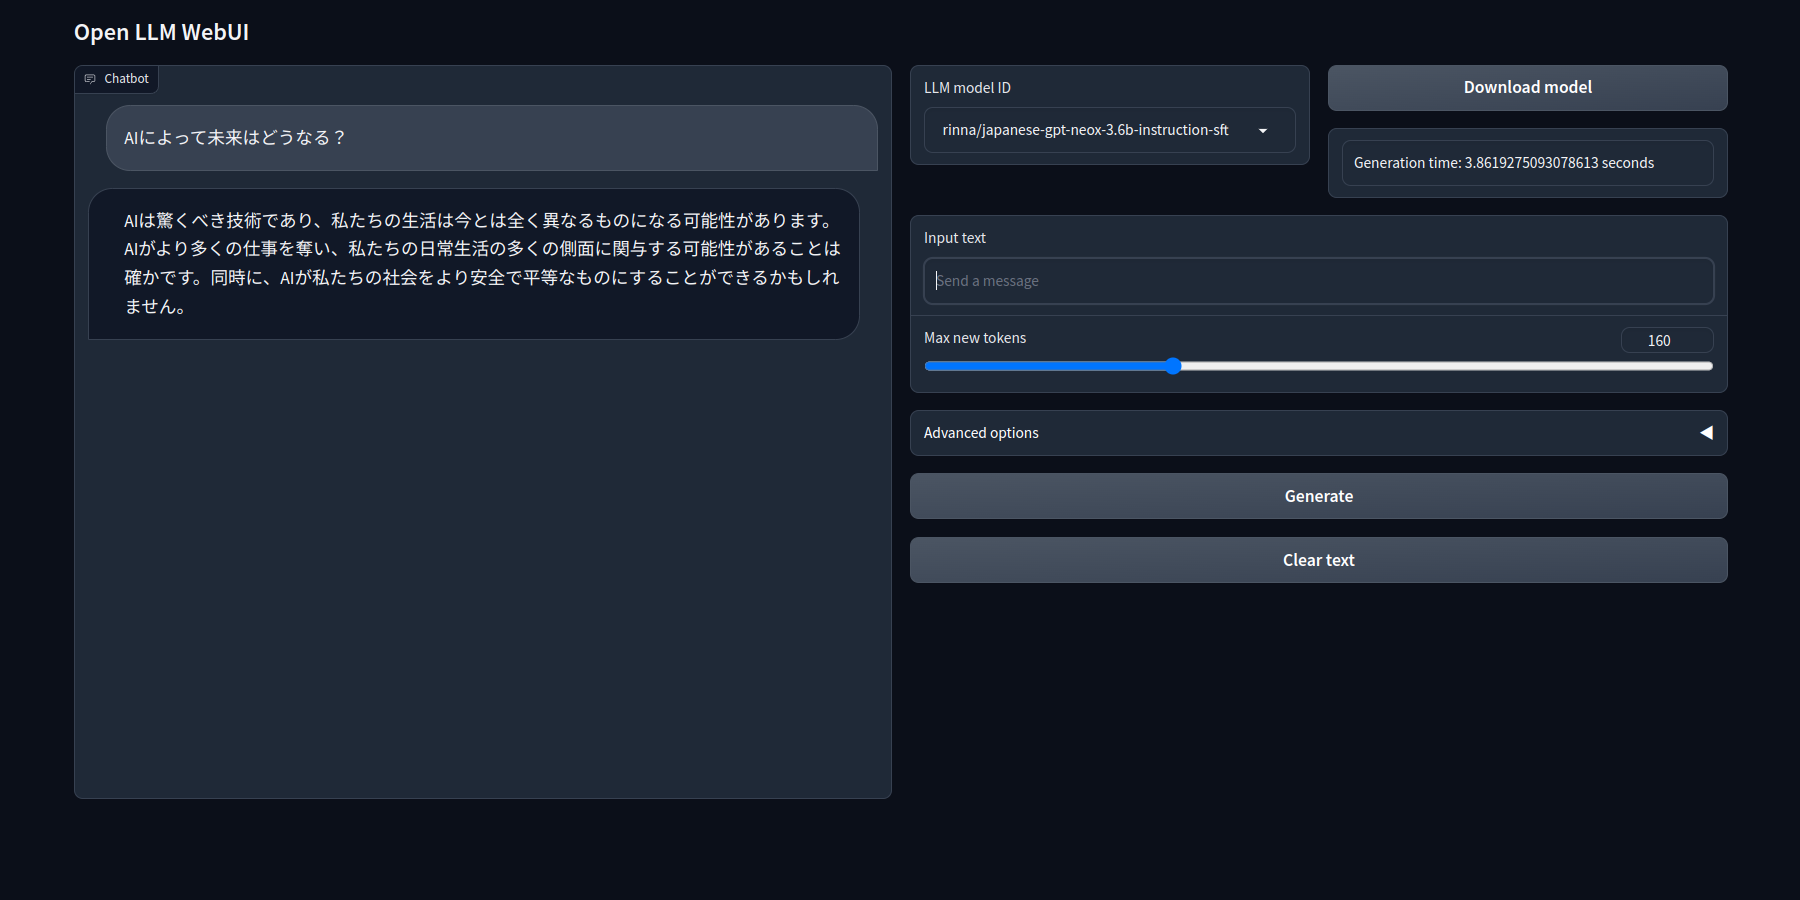 Open LLM WebUI
Chatbot
AIによって未来はどうなる？
AIは驚くべき技術であり、私たちの生活は今とは全く異なるものになる可能性があります。
AIがより多くの仕事を奪い、私たちの日常生活の多くの側面に関与する可能性があることは
確かです。同時に、AIが私たちの社会をより安全で平等なものにすることができるかもしれ
ません。
LLM model ID
rinna/japanese-gpt-neox-3.6b-instruction-sft
Download model
Generation time: 3.8619275093078613 seconds
Input text
Send a message
Max new tokens
160
Advanced options
Generate
Clear text